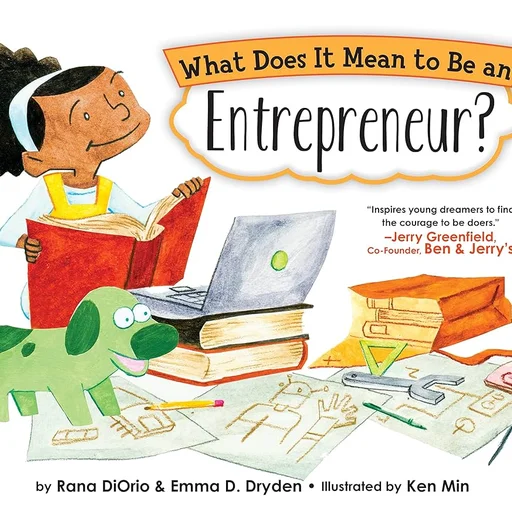 What Does It Mean to Be an
Entrepreneur?
“Inspires young dreamers to find
the courage to be doers.”
–Jerry Greenfield,
Co-Founder, Ben & Jerry’s
by Rana DiOrio & Emma D. Dryden • Illustrated by Ken Min